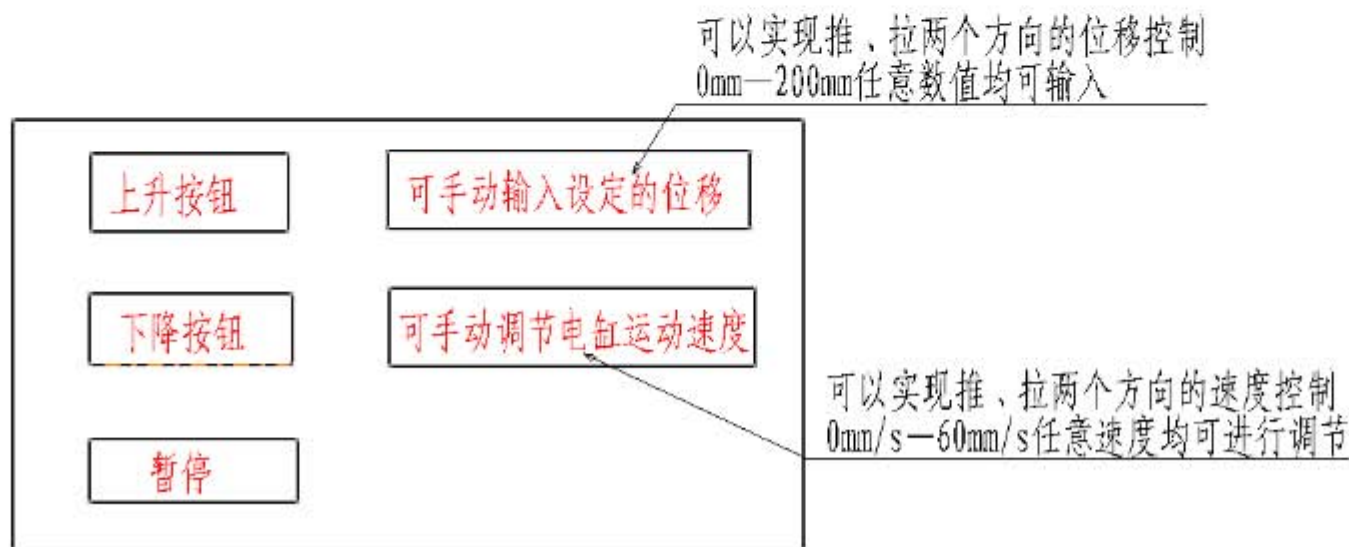 可以实现推、拉两个方向的位移控制
0mm—200mm任意数值均可输入
上升按钮
可手动输入设定的位移
下降按钮
可手动调节电缸运动速度
可以实现推、拉两个方向的速度控制
0mm/s—60mm/s任意速度均可进行调节
暂停